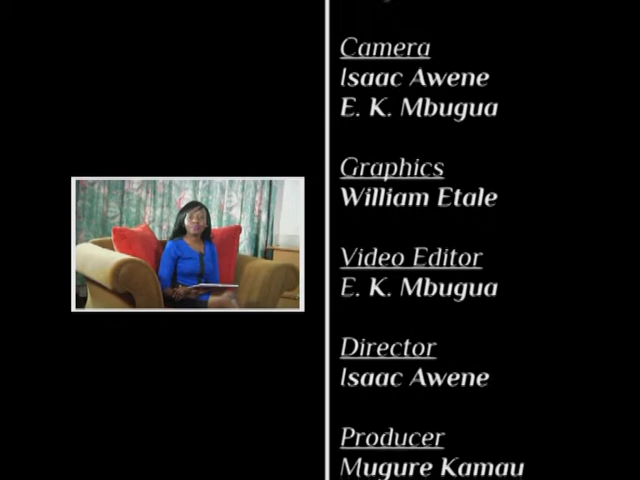 Camera
Isaac Awene
E. K. Mbugua
Graphics
William Etale
Video Editor
E. K. Mbugua
Director
Isaac Awene
Producer
Mugure Kamau